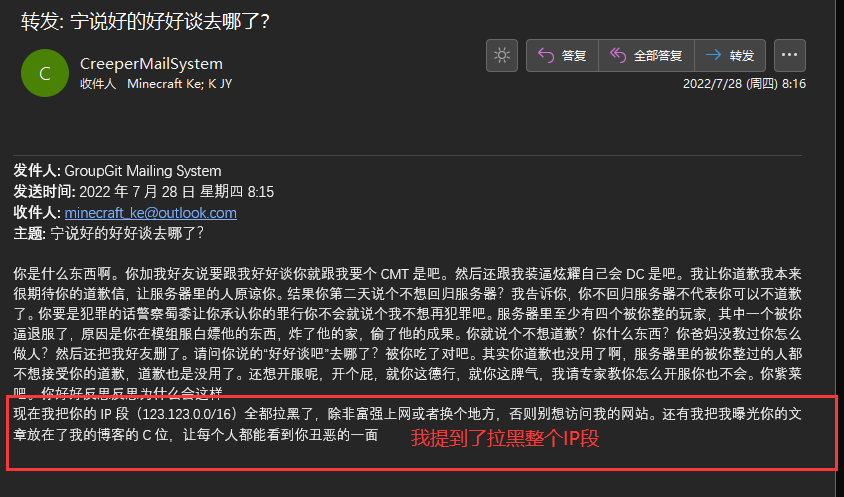 转发: 宁说好的好好谈去哪了?
C
CreeperMailSystem
收件人 Minecraft Ke; K JY
答复 全部答复 转发
2022/7/28 (周四) 8:16
发件人: GroupGit Mailing System
发送时间: 2022 年 7 月 28 日 星期四 8:15
收件人: minecraft_ke@outlook.com
主题: 宁说好的好好谈去哪了?
你是什么东西啊。你加我好友说要跟我好好谈你就跟我要个 CMT 是吧。然后还跟我装逼炫耀自己会 DC 是吧。我让你道歉我本来
很期待你的道歉信，让服务器里的人原谅你。结果你第二天说个不想回归服务器？我告诉你，你不回归服务器不代表你可以不道歉
了。你要是犯罪的话警察蜀黍让你承认你的罪行你不会就说个我不想再犯罪吧。服务器里至少有四个被你整的玩家，其中一个被你
逼退服了，原因是你在模组服白嫖他的东西，炸了他的家，偷了他的成果。你就说个不想道歉？你什么东西？你爸妈没教过你怎么
做人？然后还把我好友删了。请问你说的“好好谈吧”去哪了？被你吃了对吧。其实你道歉也没用了啊，服务器里的被你整过的人都
不想接受你的道歉，道歉也是没用了。还想开服呢，开个屁，就你这德行，就你这脾气，我请专家教你怎么开服你也不会。你紫菜
吧。你好好反思反思为什么会这样
现在我把你的 IP 段（123.123.0.0/16）全都拉黑了，除非富强上网或者换个地方，否则别想访问我的网站。还有我把我曝光你的文
章放在了我的博客的 C 位，让每个人都能看到你丑恶的一面
我提到了拉黑整个IP段